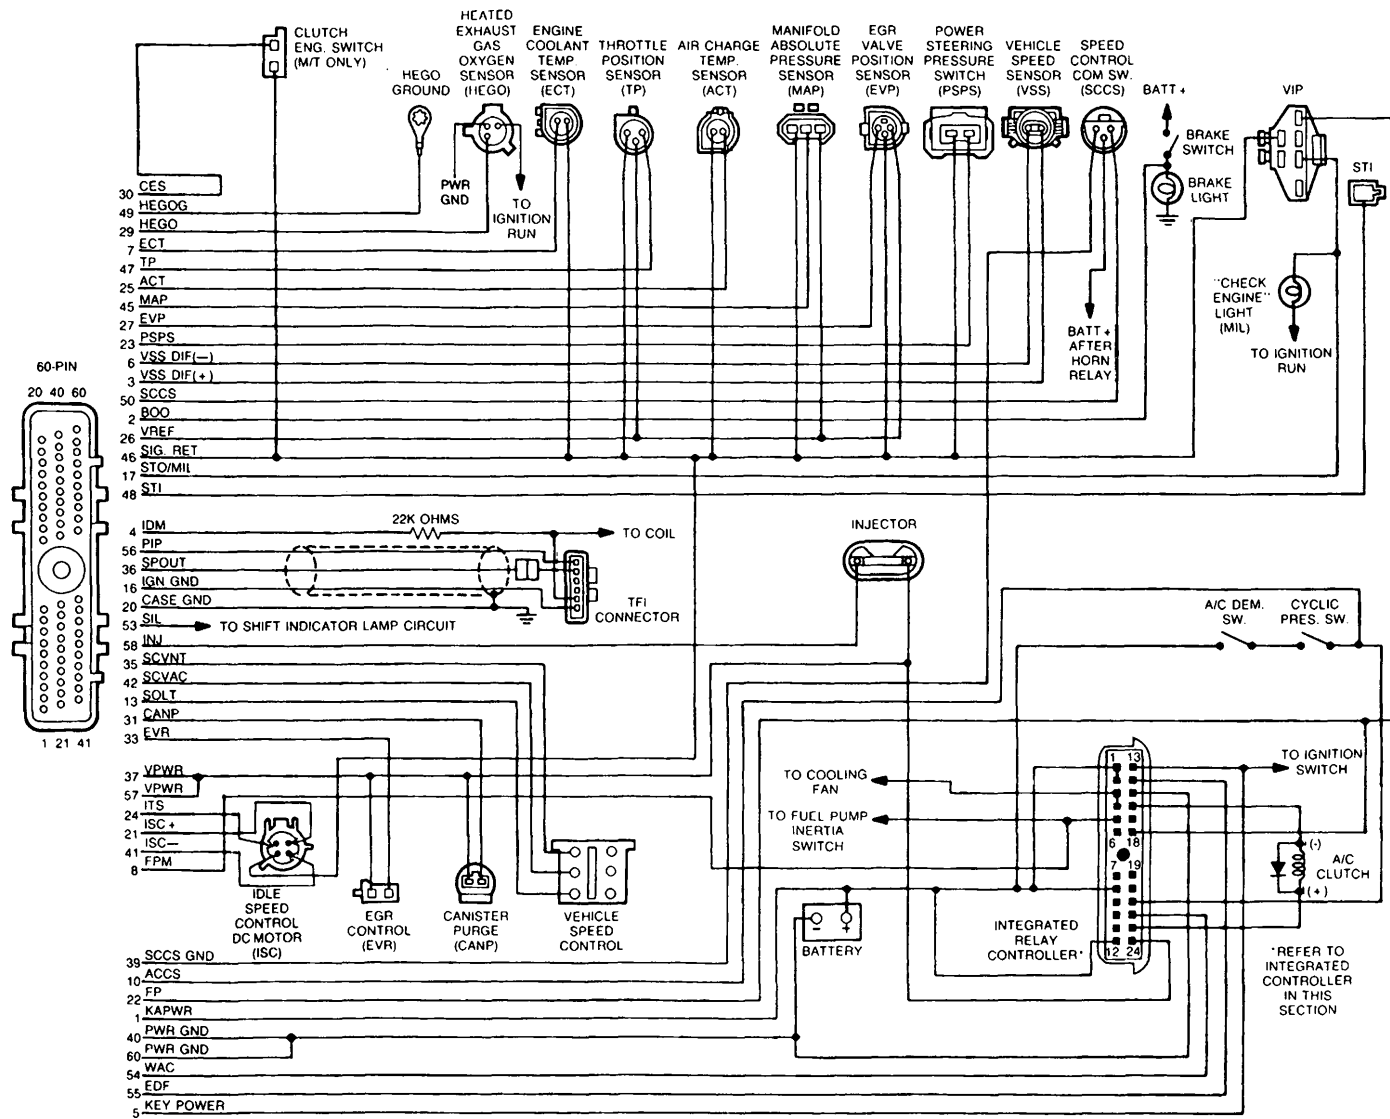 CLUTCH
ENG. SWITCH
(M/T ONLY)
HEGO
GROUND
HEATED
EXHAUST
GAS
OXYGEN
SENSOR
(HEGO)
ENGINE
COOLANT
TEMP.
SENSOR
(ECT)
THROTTLE
POSITION
SENSOR
(TP)
AIR CHARGE
TEMP.
SENSOR
(ACT)
MANIFOLD
ABSOLUTE
PRESSURE
SENSOR
(MAP)
EGR
VALVE
POSITION
SENSOR
(EVP)
POWER
STEERING
PRESSURE
SWITCH
(PSPS)
VEHICLE
SPEED
SENSOR
(VSS)
SPEED
CONTROL
COM SW.
(SCCS)
BATT +
BRAKE
SWITCH
BRAKE
LIGHT
VIP
STI
PWR
GND
TO
IGNITION
RUN
BATT +
AFTER
HORN
RELAY
"CHECK
ENGINE"
LIGHT
(MIL)
TO IGNITION
RUN
30 CES
49 HEGOG
29 HEGO
7 ECT
47 TP
25 ACT
45 MAP
27 EVP
23 PSPS
6 VSS DIF(—)
3 VSS DIF(+)
50 SCCS
2 BOO
26 VREF
46 SIG. RET
17 STO/MIL
48 STI
60-PIN
20 40 60
1 21 41
4 IDM
22K OHMS
TO COIL
56 PIP
36 SPOUT
16 IGN GND
20 CASE GND
TFI
CONNECTOR
53 SIL
TO SHIFT INDICATOR LAMP CIRCUIT
58 INJ
INJECTOR
35 SCVNT
42 SCVAC
13 SOLT
31 CANP
33 EVR
A/C DEM.
SW.
CYCLIC
PRES. SW.
37 VPWR
57 VPWR
24 ITS
21 ISC +
41 ISC—
8 FPM
IDLE
SPEED
CONTROL
DC MOTOR
(ISC)
EGR
CONTROL
(EVR)
CANISTER
PURGE
(CANP)
VEHICLE
SPEED
CONTROL
TO COOLING
FAN
TO FUEL PUMP
INERTIA
SWITCH
- +
BATTERY
INTEGRATED
RELAY
CONTROLLER*
1 13
6 18
7 19
12 24
TO IGNITION
SWITCH
(-)
A/C
CLUTCH
(+)
*REFER TO
INTEGRATED
CONTROLLER
IN THIS
SECTION
39 SCCS GND
10 ACCS
22 FP
1 KAPWR
40 PWR GND
60 PWR GND
54 WAC
55 EDF
5 KEY POWER